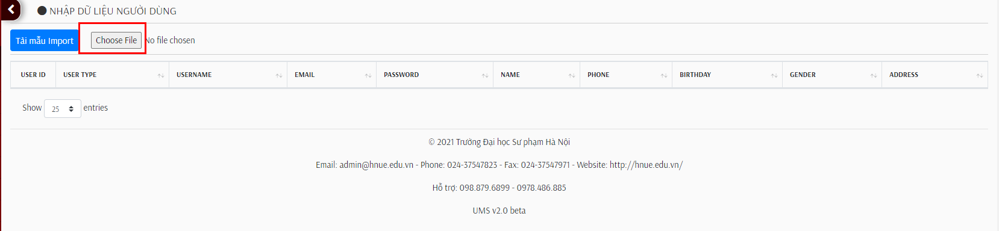 NHẬP DỮ LIỆU NGƯỜI DÙNG
Tải mẫu Import Choose File No file chosen
USER ID USER TYPE USERNAME EMAIL PASSWORD NAME PHONE BIRTHDAY GENDER ADDRESS
Show 25 entries
© 2021 Trường Đại học Sư phạm Hà Nội
Email: admin@hnue.edu.vn - Phone: 024-37547823 - Fax: 024-37547971 - Website: http://hnue.edu.vn/
Hỗ trợ: 098.879.6899 - 0978.486.885
UMS v2.0 beta